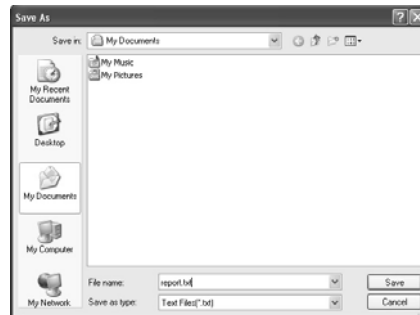 Save As
Save in: My Documents
My Music
My Pictures
My Recent
Documents
Desktop
My Documents
My Computer
My Network
File name: report.txt
Save
Save as type: Text Files(*.txt)
Cancel